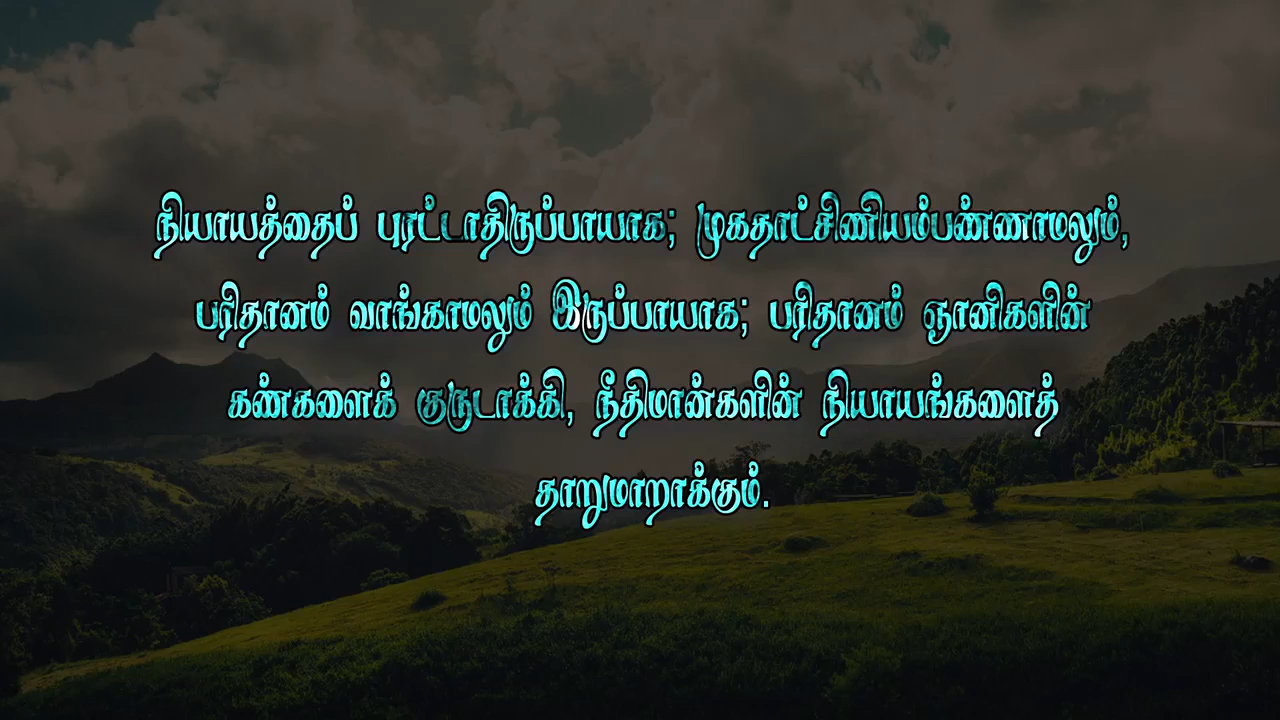 நியாயத்தைப் புரட்டாதிருப்பாயாக; முகதாட்சிணியம்பண்ணாமலும்,
பரிதானம் வாங்காமலும் இருப்பாயாக; பரிதானம் ஞானிகளின்
கண்களைக் குருடாக்கி, நீதிமான்களின் நியாயங்களைத்
தாறுமாறாக்கும்.